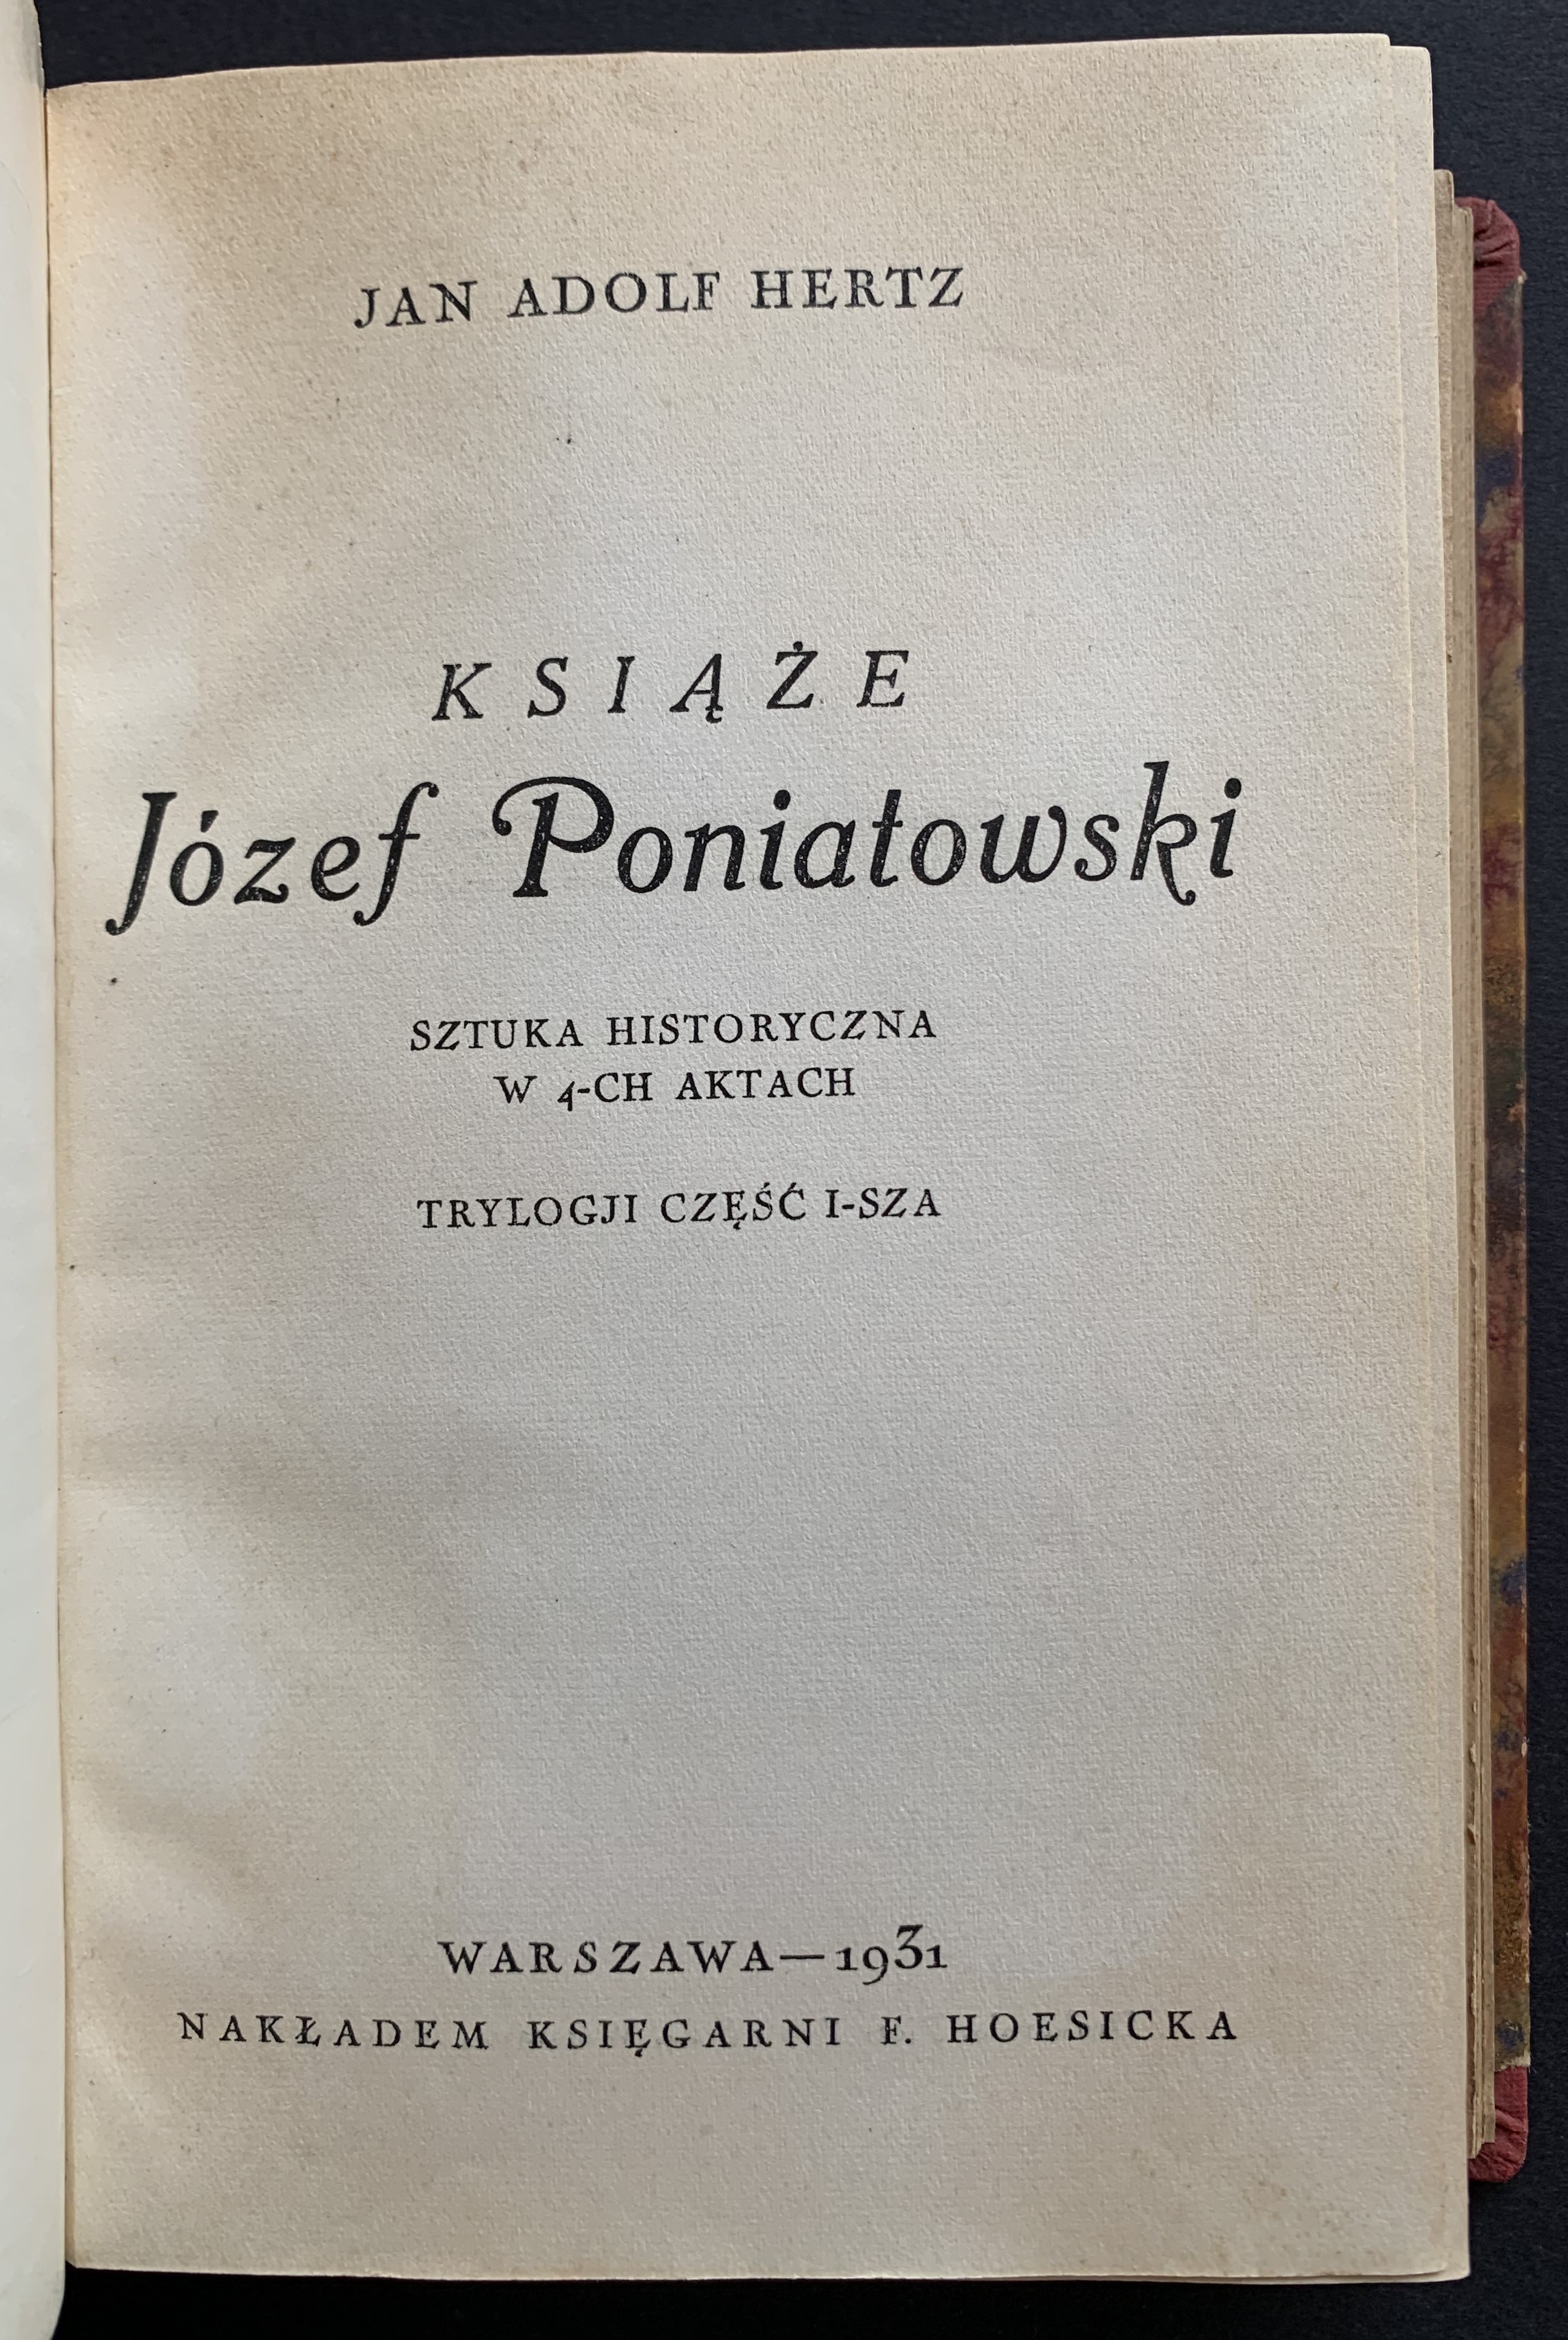 JAN ADOLF HERTZ
KSIĄŻE
Józef Poniatowski
SZTUKA HISTORYCZNA
W 4-CH AKTACH
TRYLOGJI CZĘŚĆ I-SZA
WARSZAWA—1931
NAKŁADEM KSIĘGARNI F. HOESICKA